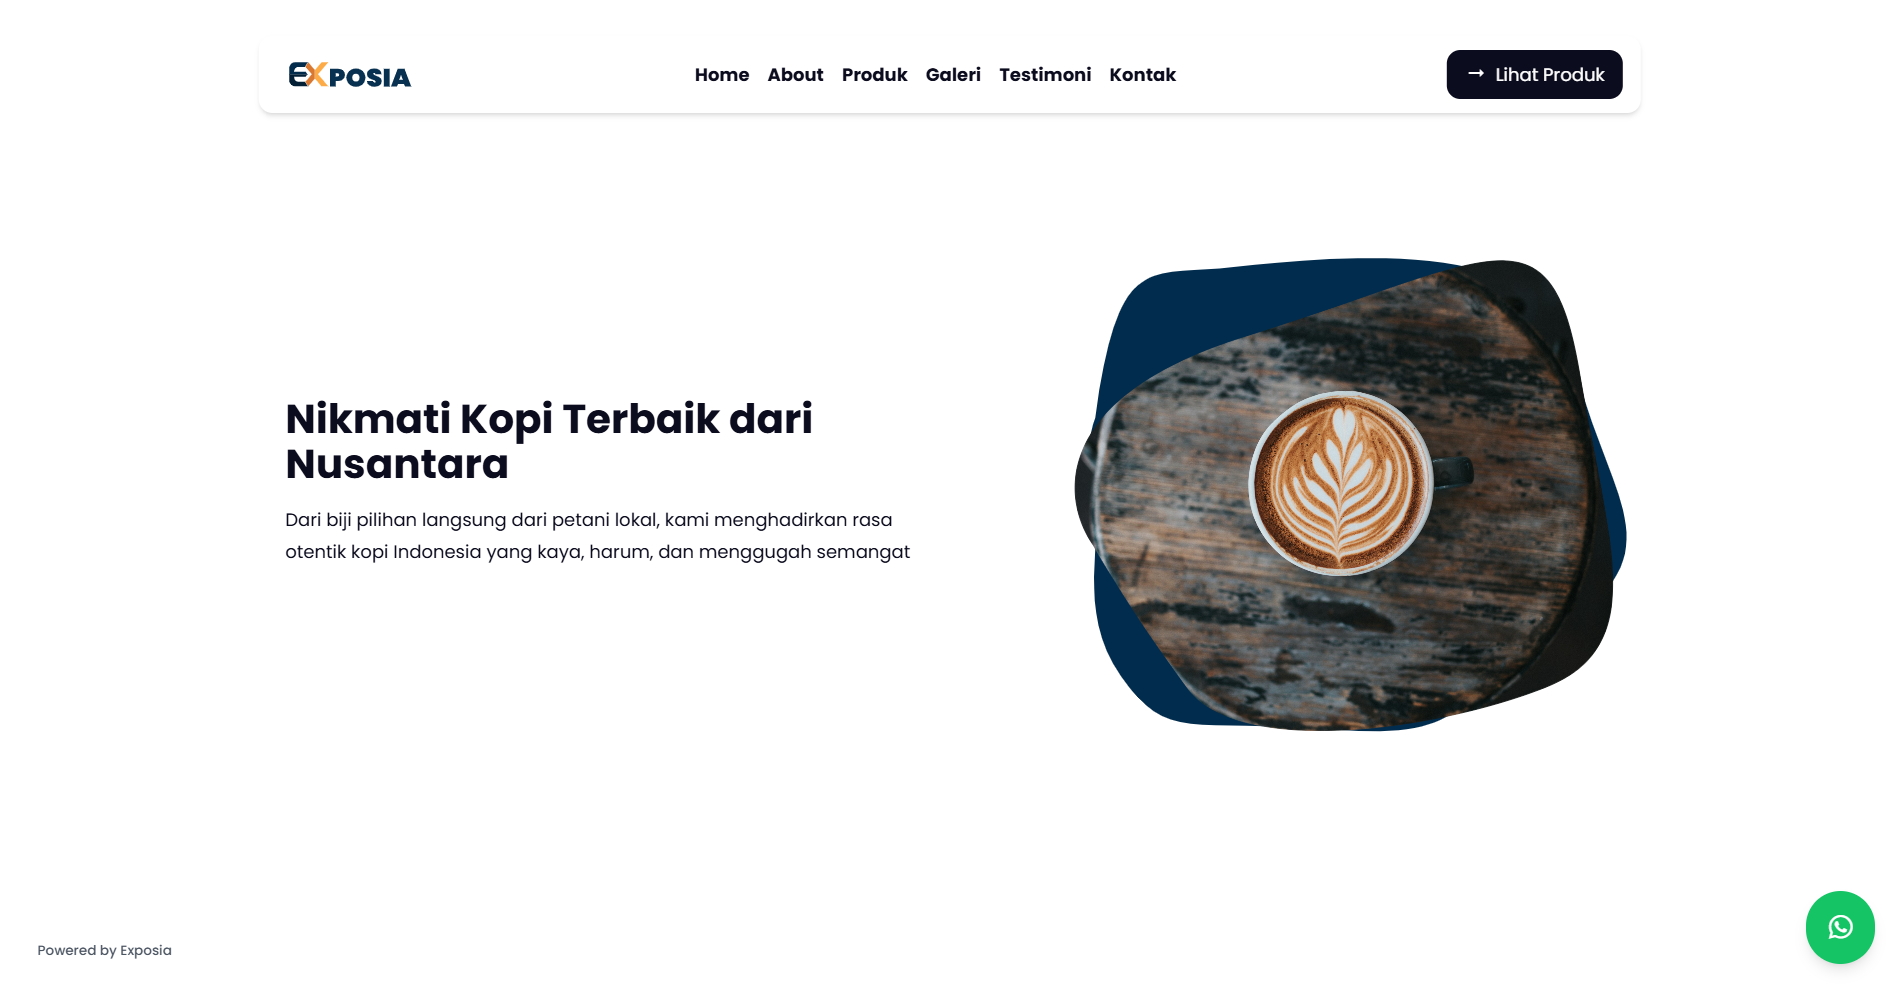 EXPOSIA
Home About Produk Galeri Testimoni Kontak
→ Lihat Produk
Nikmati Kopi Terbaik dari
Nusantara
Dari biji pilihan langsung dari petani lokal, kami menghadirkan rasa
otentik kopi Indonesia yang kaya, harum, dan menggugah semangat
Powered by Exposia